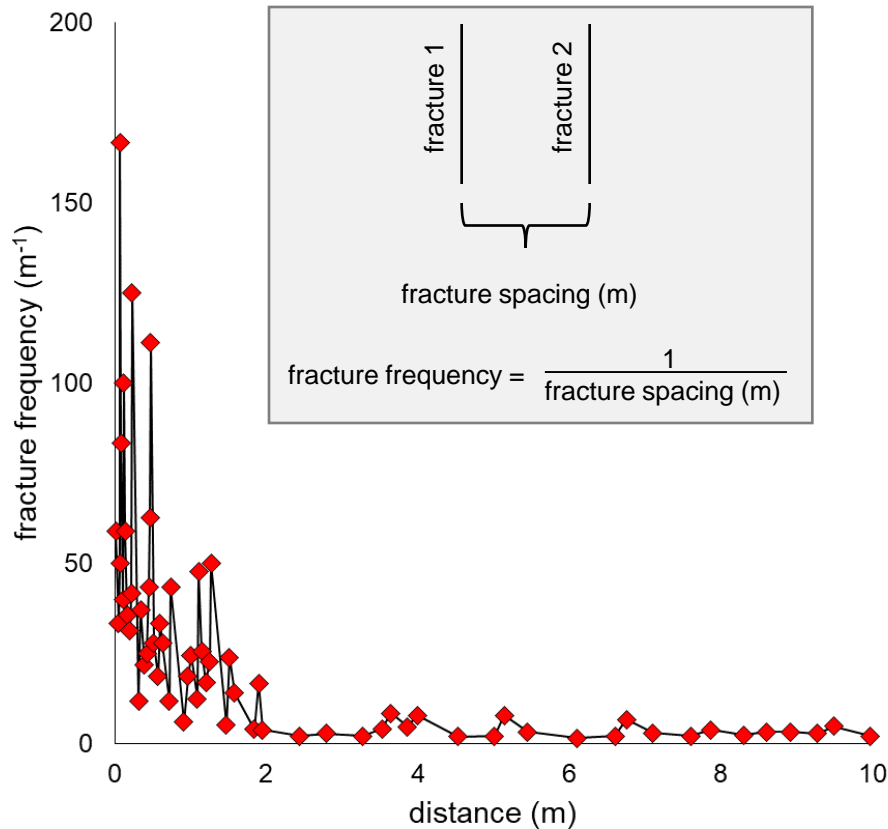 200
150
100
50
0
fracture frequency (m⁻¹)
0
2
4
6
8
10
distance (m)
fracture 1
fracture 2
fracture spacing (m)
fracture frequency = 1
fracture spacing (m)